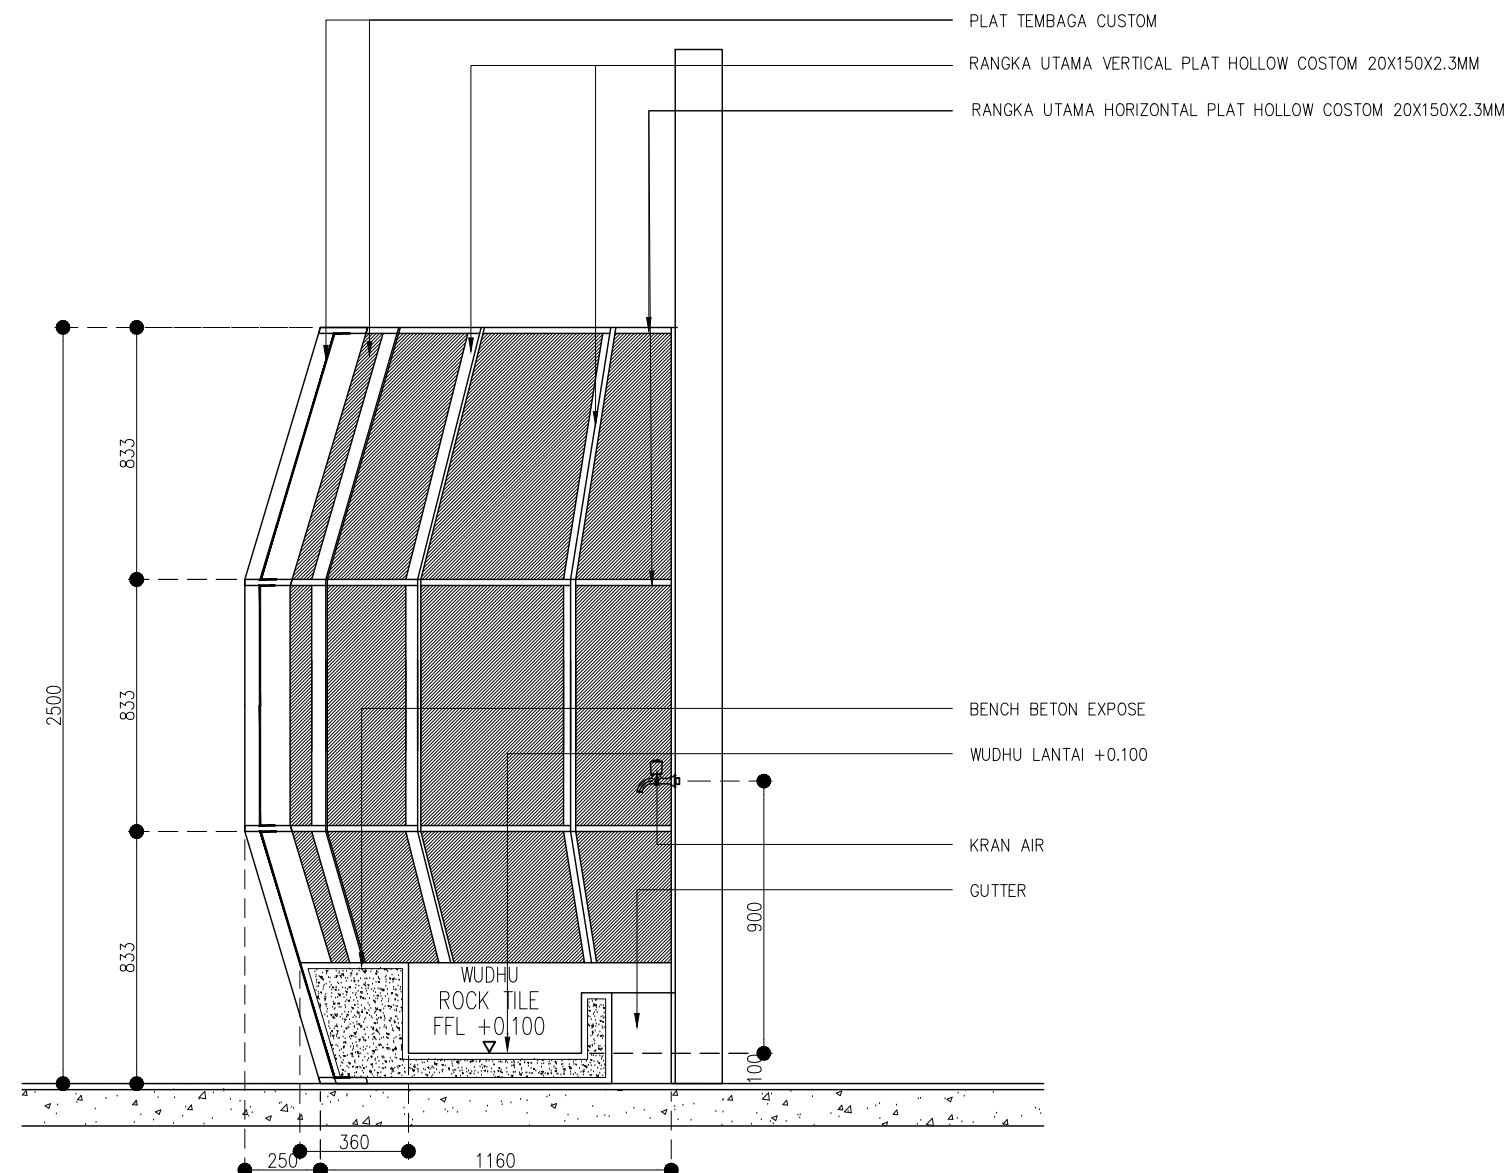 PLAT TEMBAGA CUSTOM
RANGKA UTAMA VERTICAL PLAT HOLLOW COSTOM 20X150X2.3MM
RANGKA UTAMA HORIZONTAL PLAT HOLLOW COSTOM 20X150X2.3MM
833
2500
833
BENCH BETON EXPOSE
WUDHU LANTAI +0.100
KRAN AIR
GUTTER
900
833
WUDHU
ROCK TILE
FFL +0.100
100
360
250
1160